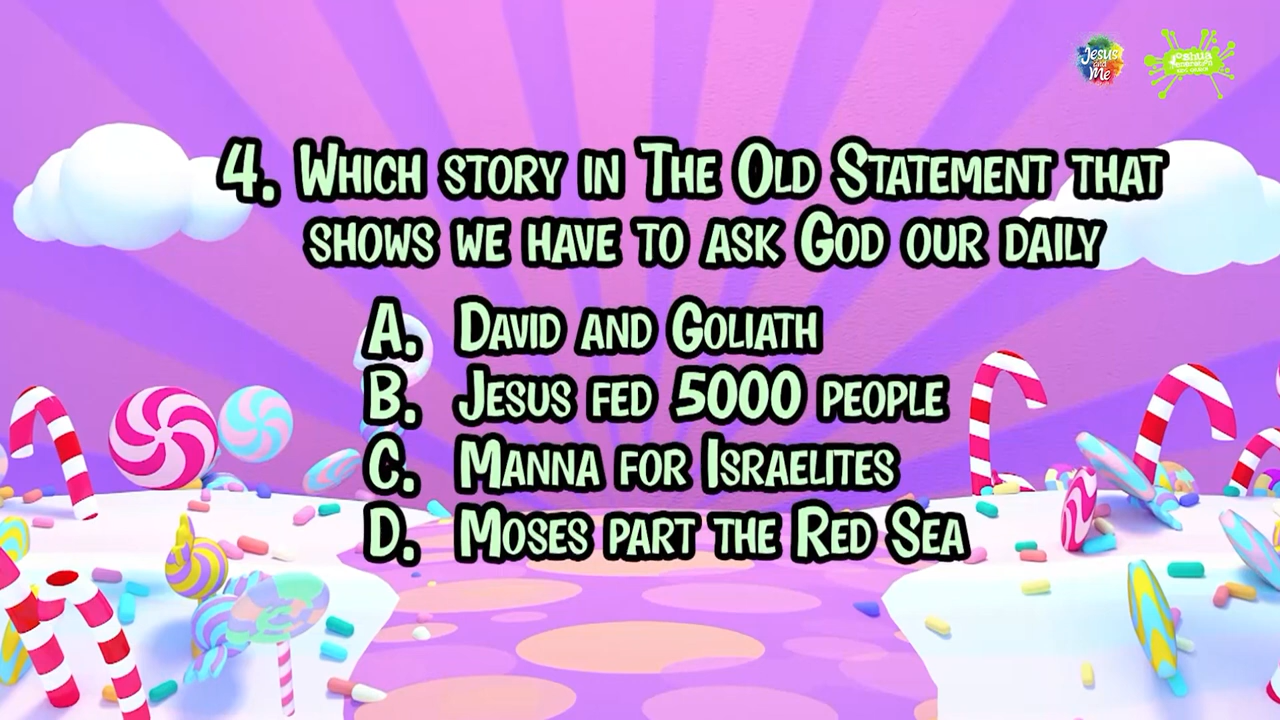 Jesus
and
Me
4. Which story in The Old Statement that
shows we have to ask God our daily
A. David and Goliath
B. Jesus fed 5000 people
C. Manna for Israelites
D. Moses part the Red Sea